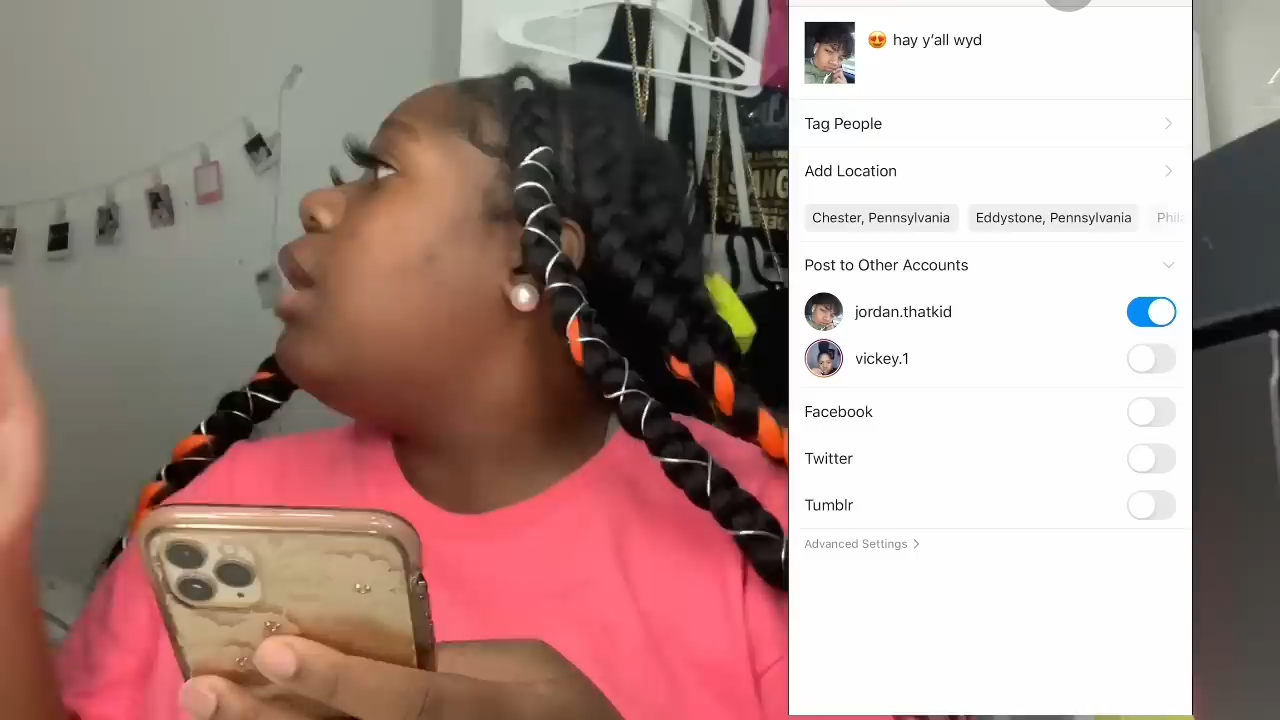 😍 hay y'all wyd
Tag People
Add Location
Chester, Pennsylvania
Eddystone, Pennsylvania
Post to Other Accounts
jordan.thatkid
vickey.1
Facebook
Twitter
Tumblr
Advanced Settings